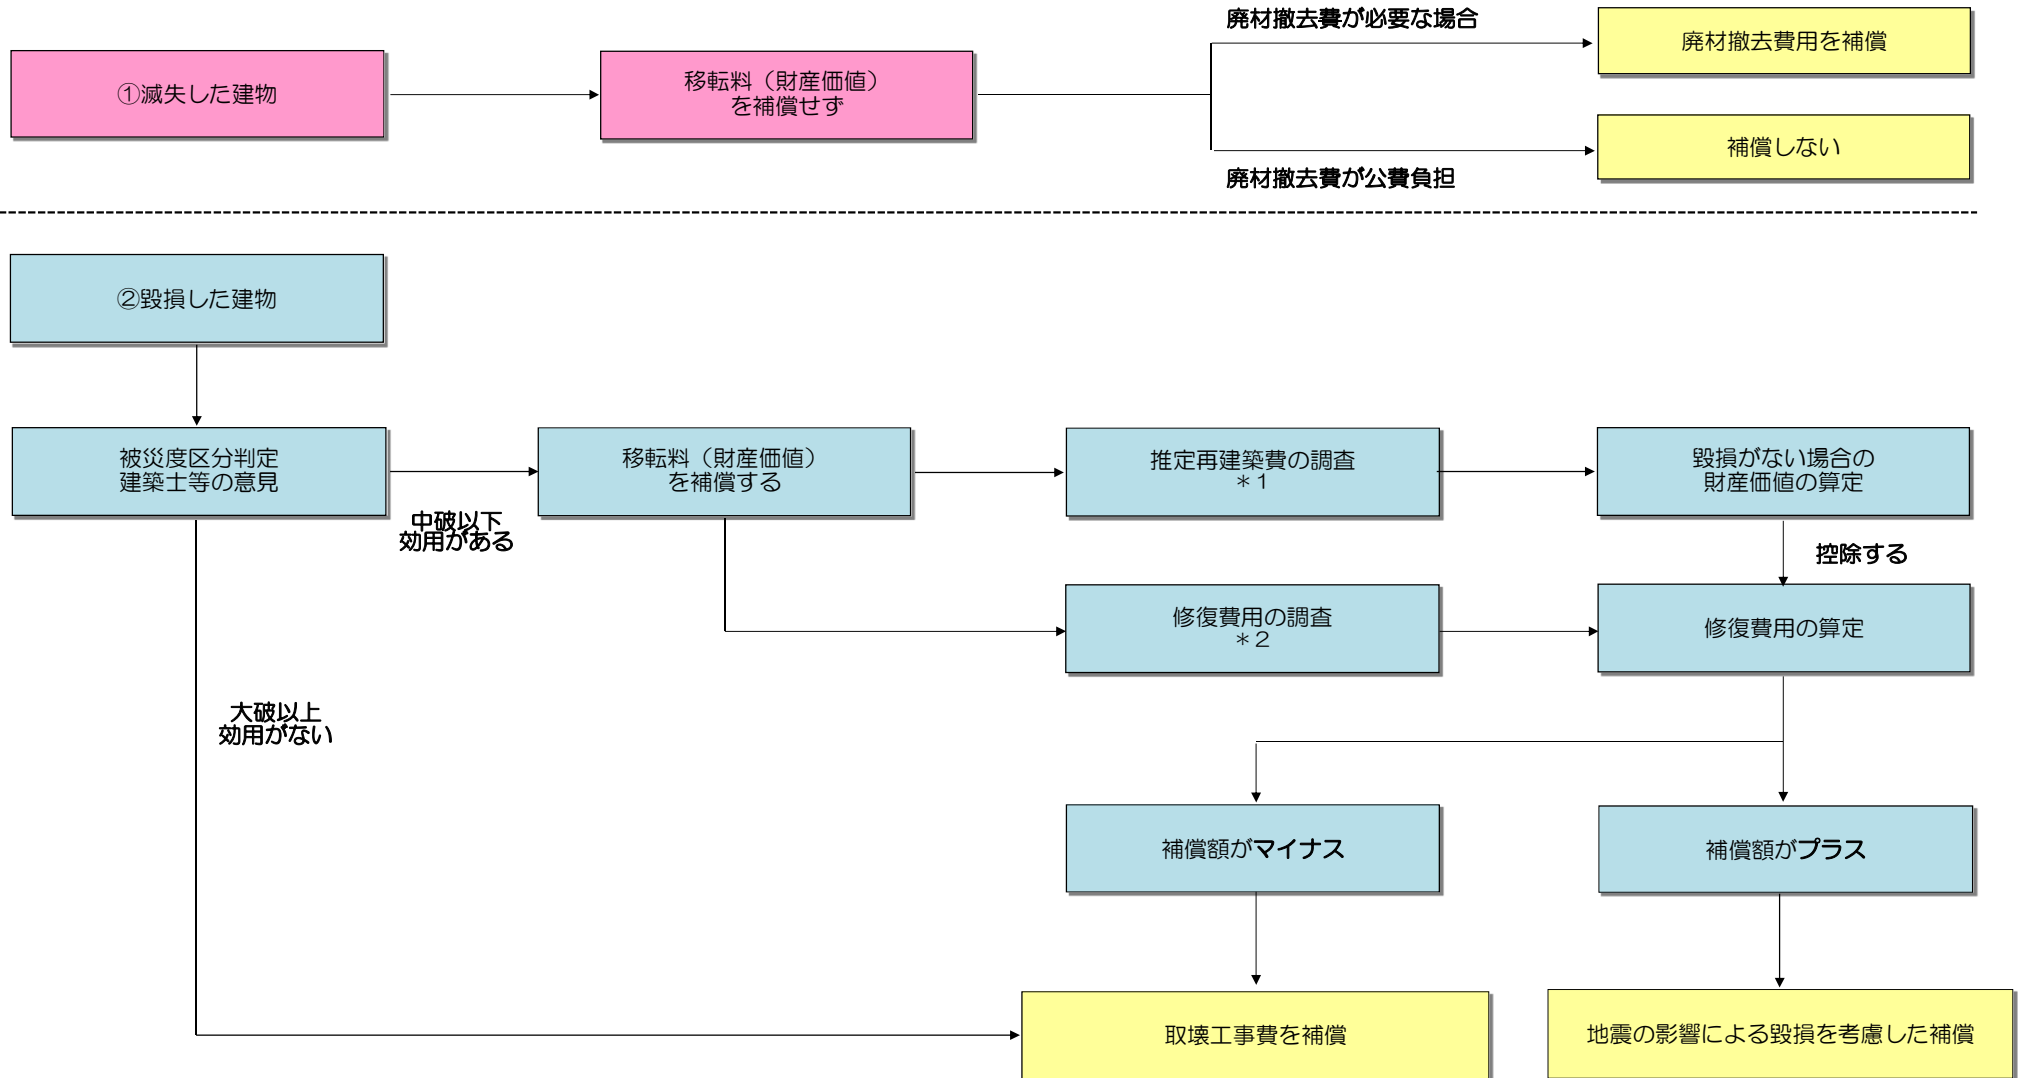 廃材撤去費が必要な場合
廃材撤去費用を補償
①滅失した建物
移転料（財産価値）
を補償せず
補償しない
廃材撤去費が公費負担
②毀損した建物
被災度区分判定
建築士等の意見
中破以下
効用がある
移転料（財産価値）
を補償する
推定再建築費の調査
＊１
毀損がない場合の
財産価値の算定
控除する
修復費用の調査
＊２
修復費用の算定
大破以上
効用がない
補償額がマイナス
補償額がプラス
取壊工事費を補償
地震の影響による毀損を考慮した補償